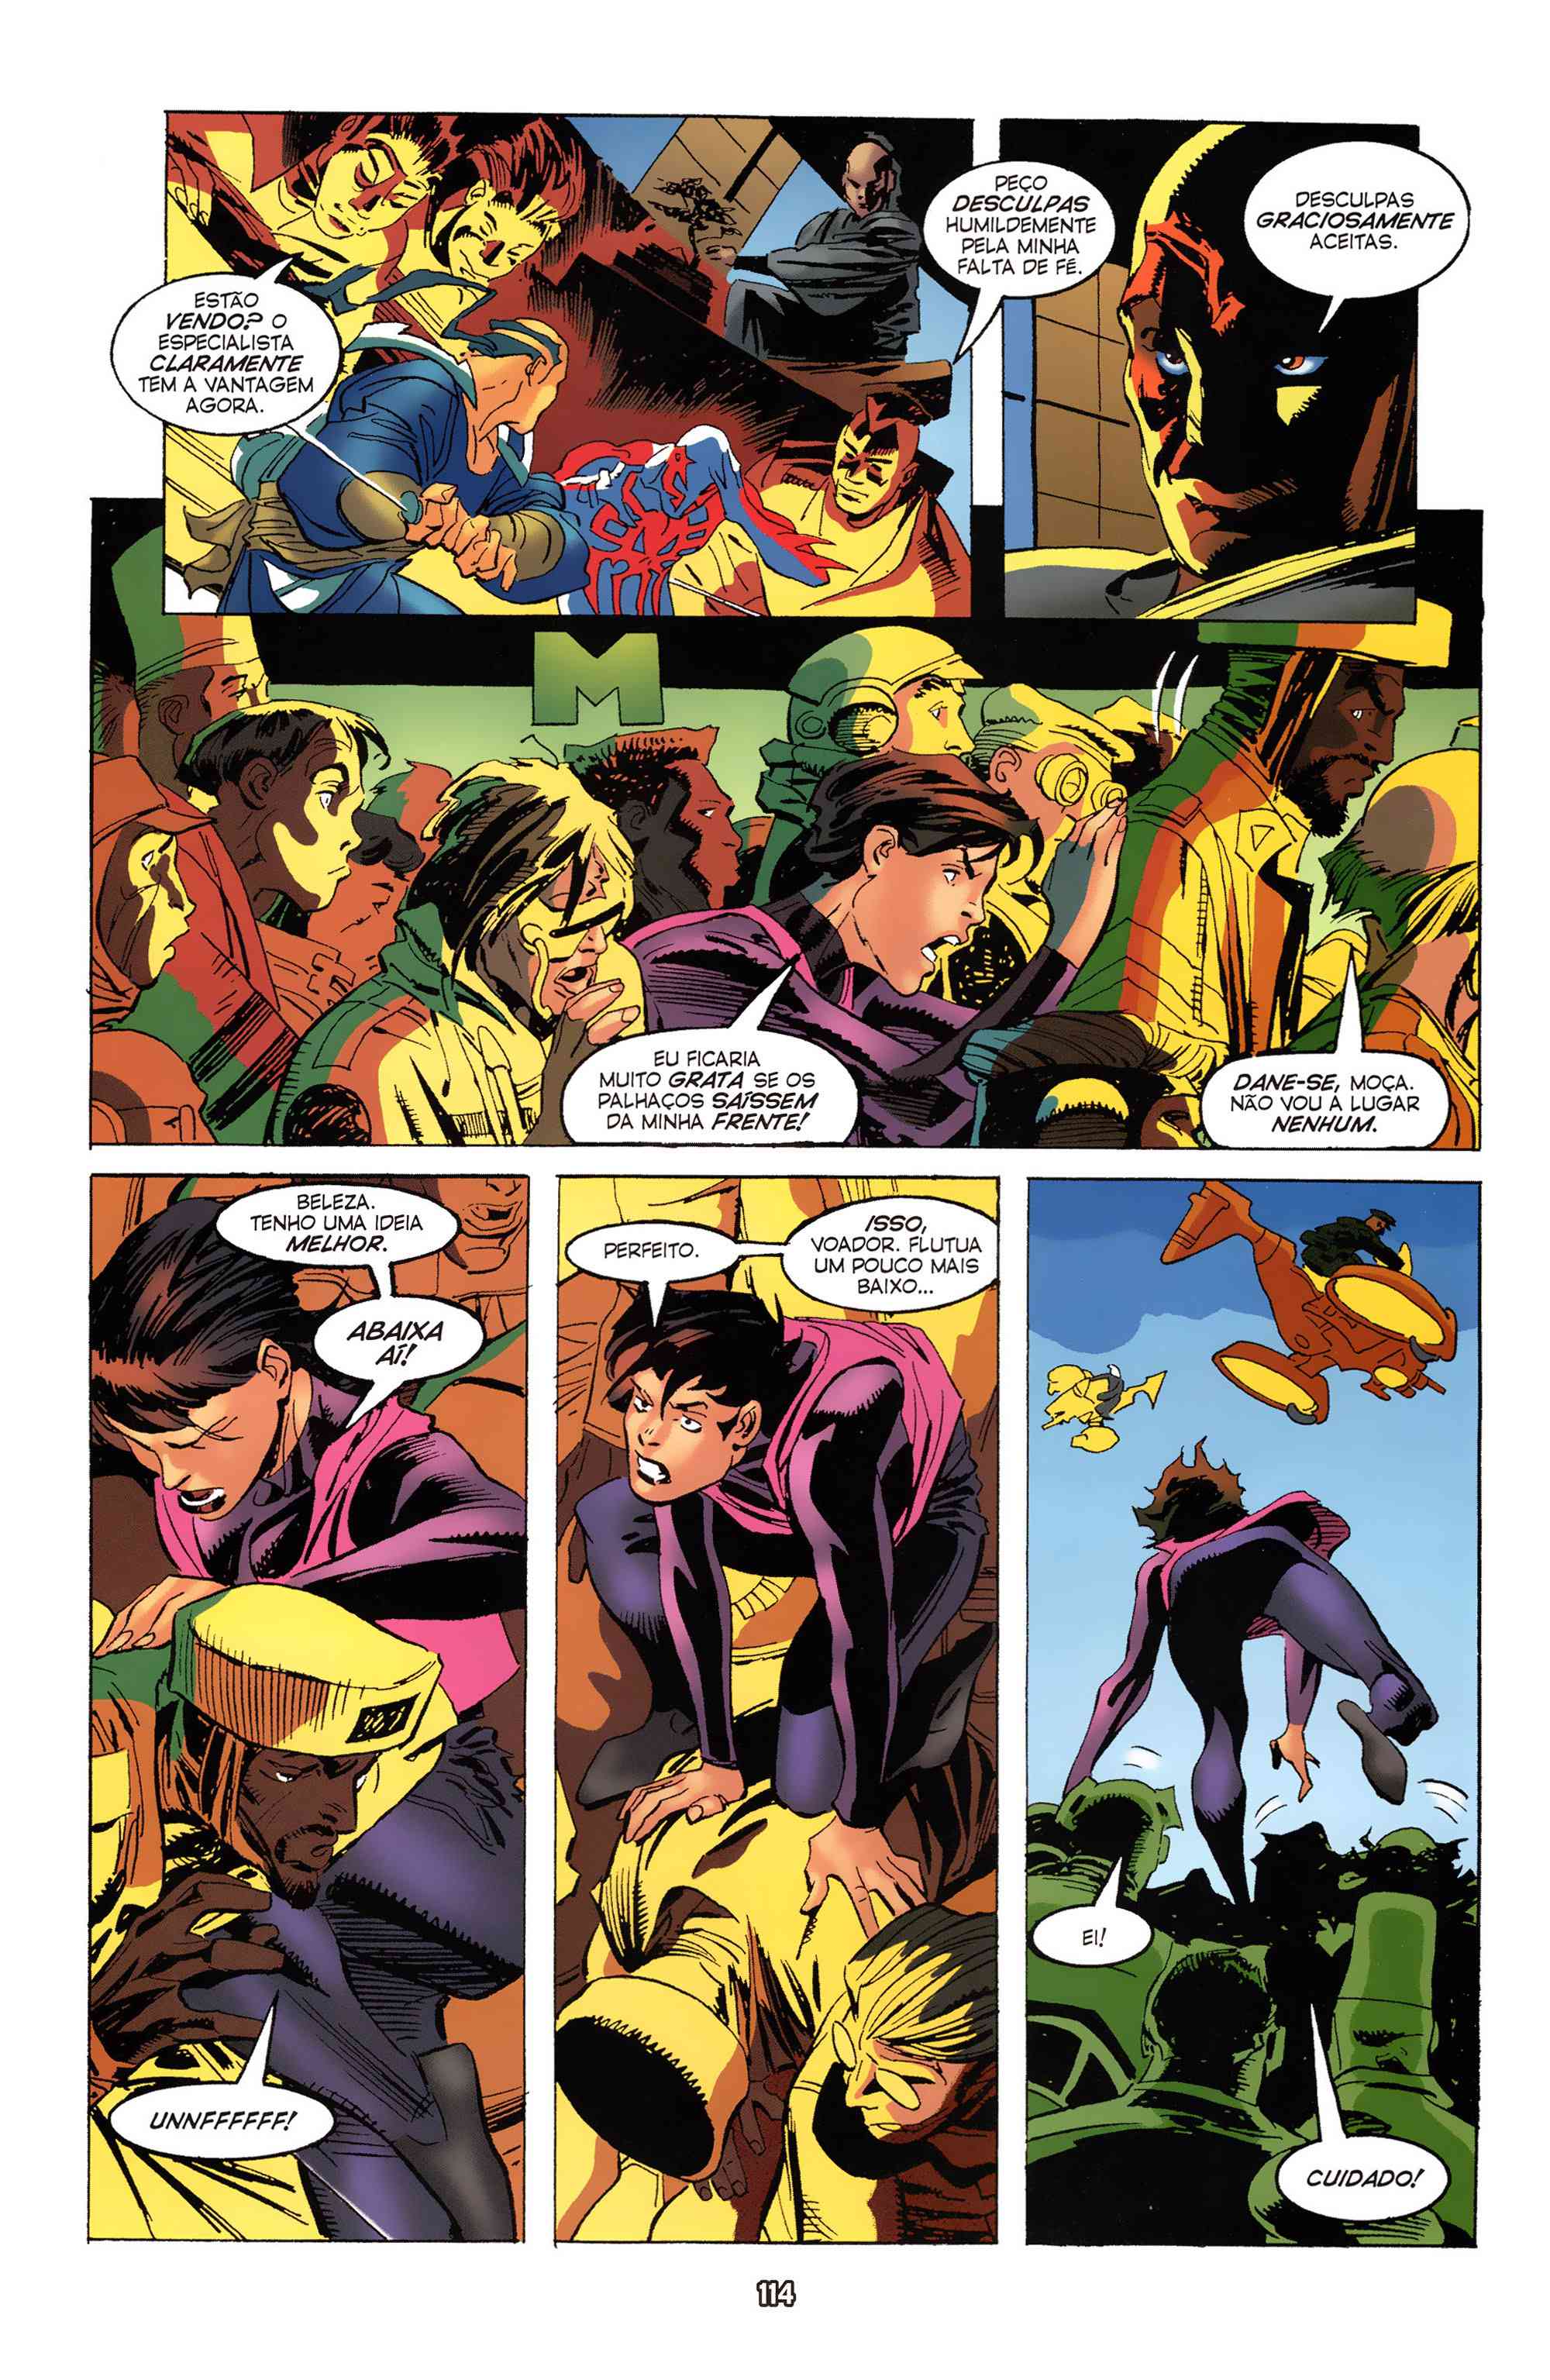 ESTÃO
VENDO? O
ESPECIALISTA
CLARAMENTE
TEM A VANTAGEM
AGORA.
PEÇO
DESCULPAS
HUMILDEMENTE
PELA MINHA
FALTA DE FÉ.
DESCULPAS
GRACIOSAMENTE
ACEITAS.
M
EU FICARIA
MUITO GRATA SE OS
PALHAÇOS SAÍSSEM
DA MINHA FRENTE!
DANE-SE, MOÇA.
NÃO VOU A LUGAR
NENHUM.
BELEZA.
TENHO UMA IDEIA
MELHOR.
ABAIXA
AÍ!
UNNFFFFFF!
PERFEITO.
ISSO,
VOADOR. FLUTUA
UM POUCO MAIS
BAIXO...
EI!
CUIDADO!
114